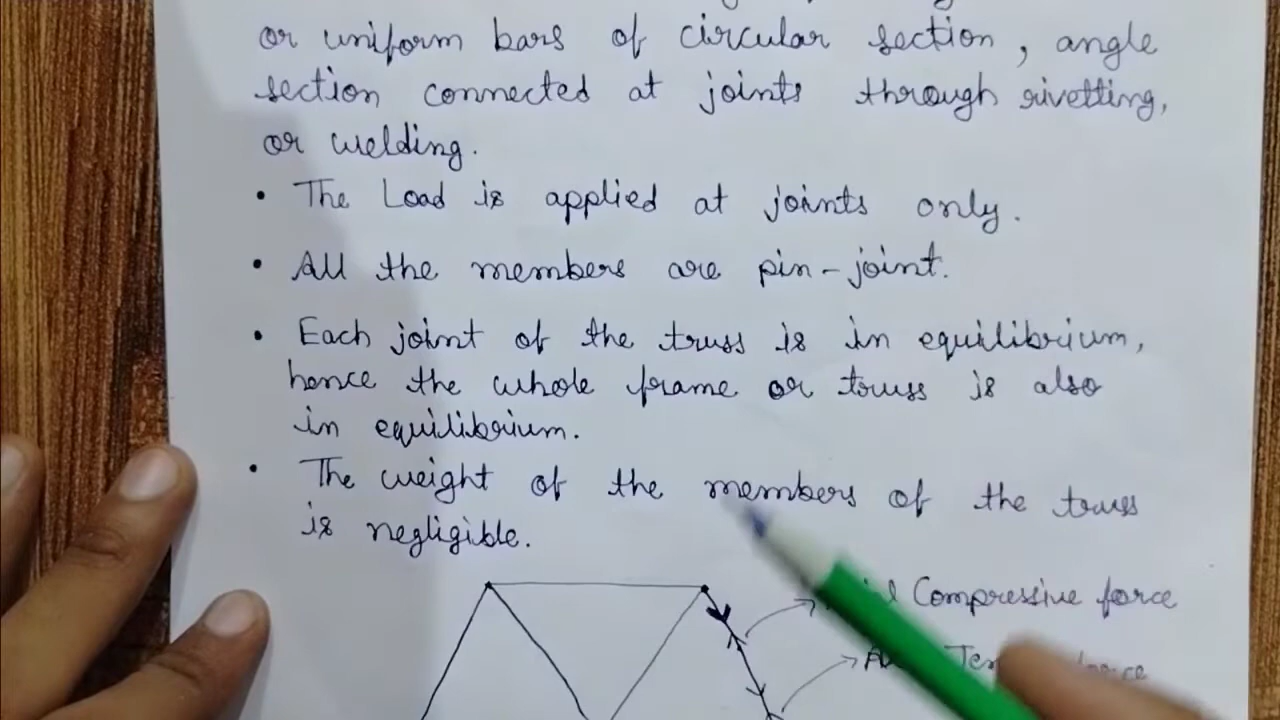 or uniform bars of circular section, angle
section connected at joints through rivetting,
or welding.
• The Load is applied at joints only.
• All the members are pin-joint.
• Each joint of the truss is in equilibrium,
hence the whole frame or truss is also
in equilibrium.
• The weight of the members of the truss
is negligible.
Compressive force